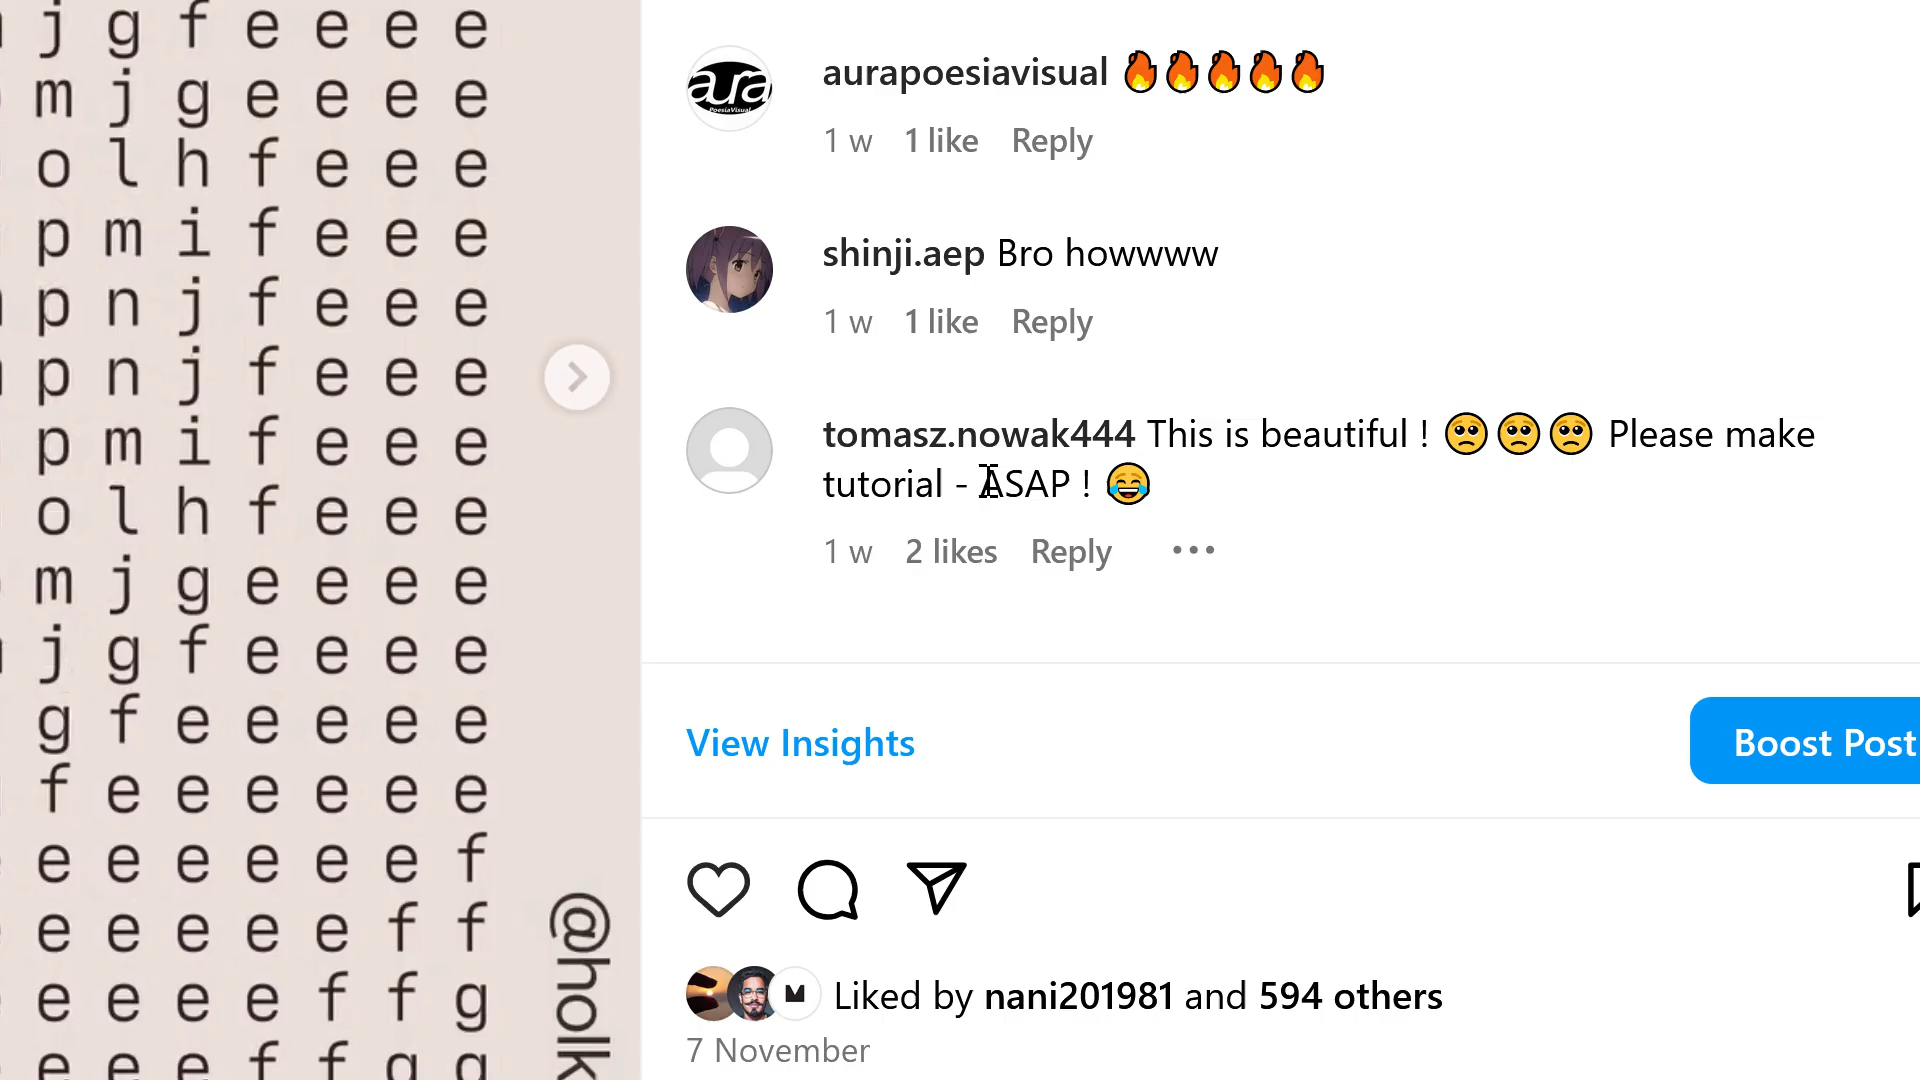 j g f e e e e
m j g e e e e
o l h f e e e
p m i f e e e
p n j f e e e
p n j f e e e
p m i f e e e
o l h f e e e
m j g e e e e
j g f e e e e
g f e e e e e
f e e e e e e
e e e e e e f
e e e e e f f
e e e e f f g
e e e f f g g
@holk
aura
PoesiaVisual
aurapoesiavisual 🔥🔥🔥🔥🔥
1 w 1 like Reply
shinji.aep Bro howwww
1 w 1 like Reply
tomasz.nowak444 This is beautiful ! 🥺🥺🥺 Please make
tutorial - ASAP ! 😂
1 w 2 likes Reply
View Insights
Boost Post
Liked by nani201981 and 594 others
7 November